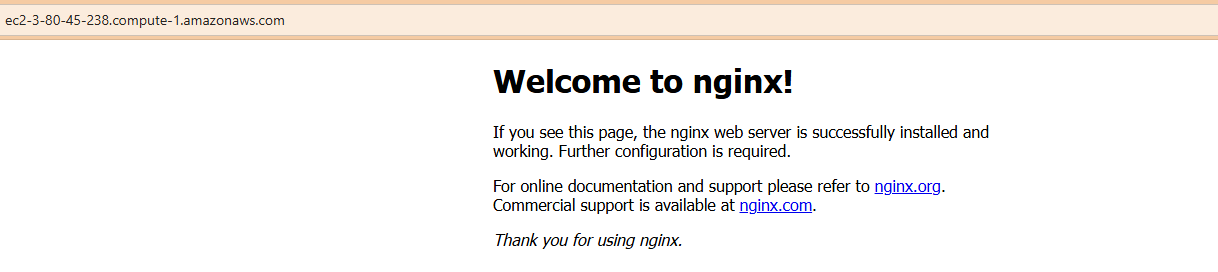 ec2-3-80-45-238.compute-1.amazonaws.com
Welcome to nginx!
If you see this page, the nginx web server is successfully installed and
working. Further configuration is required.
For online documentation and support please refer to nginx.org.
Commercial support is available at nginx.com.
Thank you for using nginx.